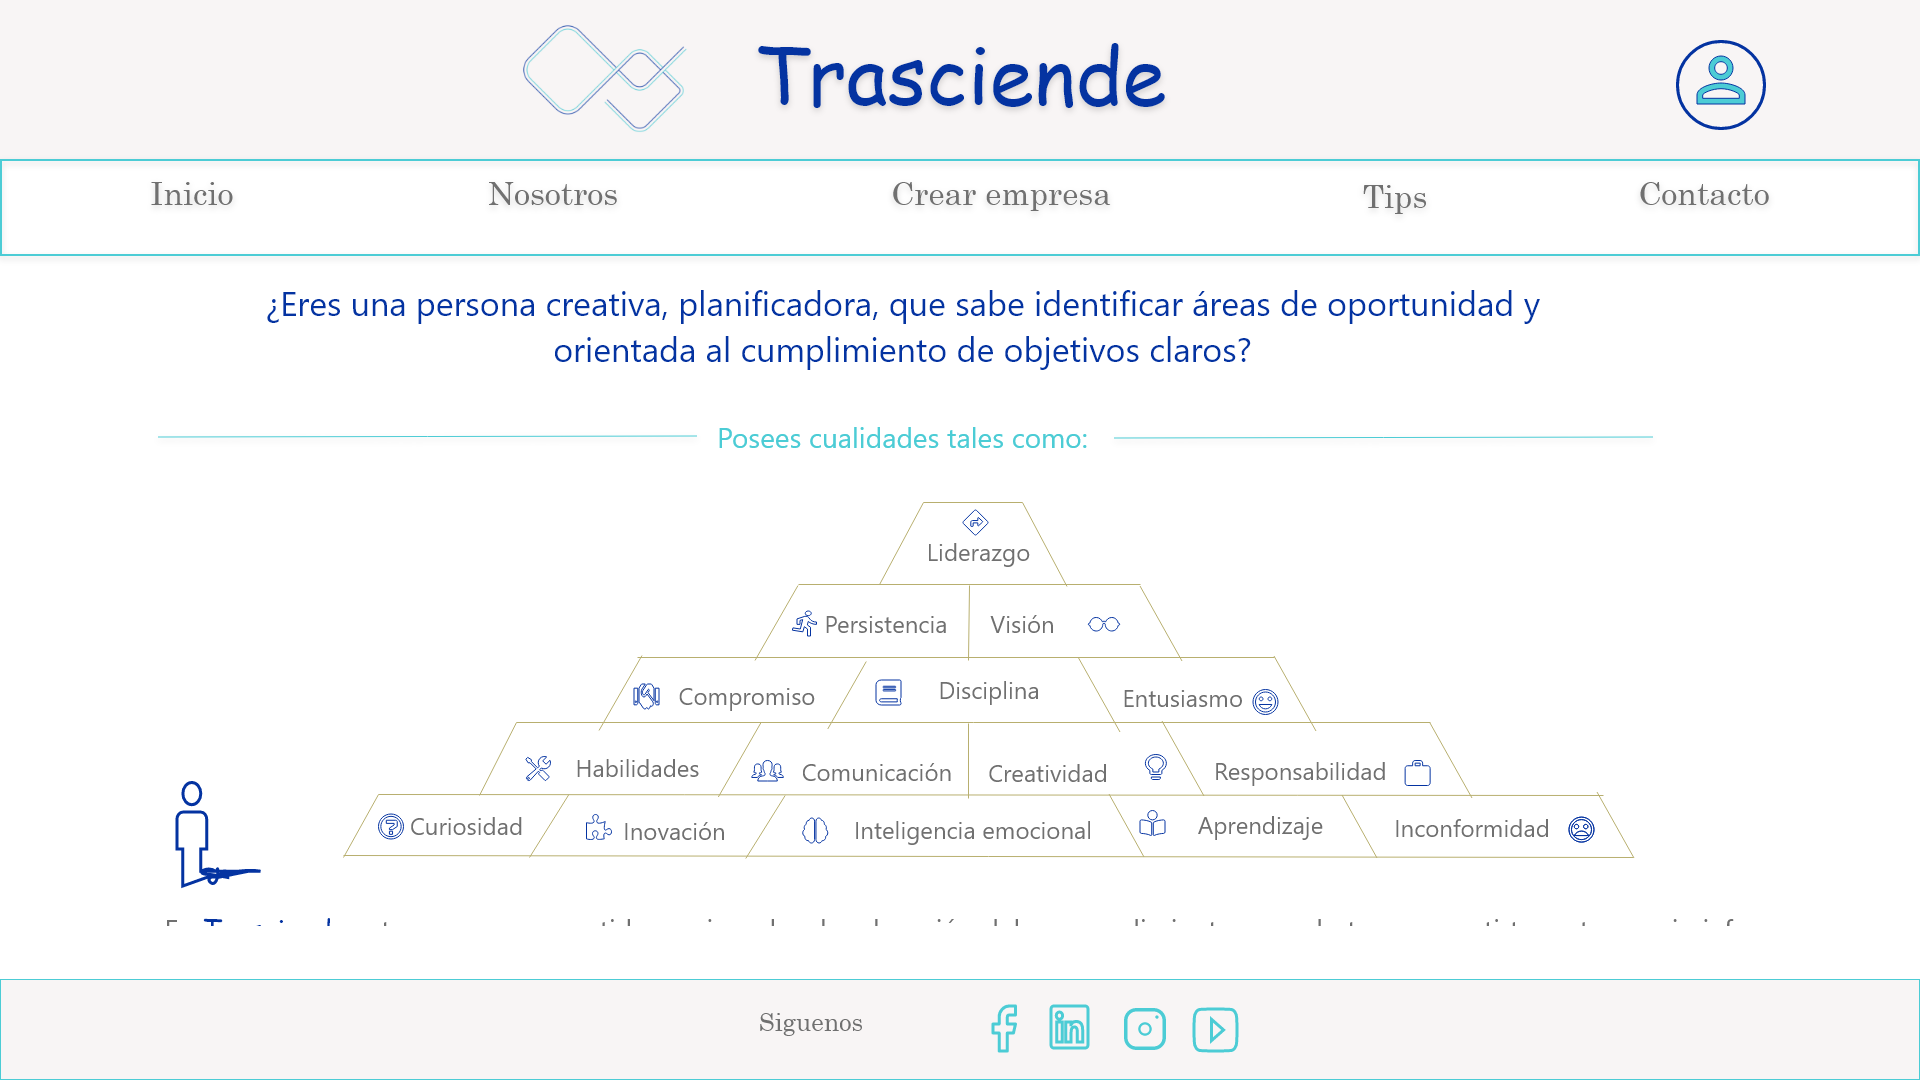 Trasciende
Inicio
Nosotros
Crear empresa
Tips
Contacto
¿Eres una persona creativa, planificadora, que sabe identificar áreas de oportunidad y
orientada al cumplimiento de objetivos claros?
Posees cualidades tales como:
Liderazgo
Persistencia
Visión
Compromiso
Disciplina
Entusiasmo
Habilidades
Comunicación
Creatividad
Responsabilidad
Curiosidad
Inovación
Inteligencia emocional
Aprendizaje
Inconformidad
Siguenos